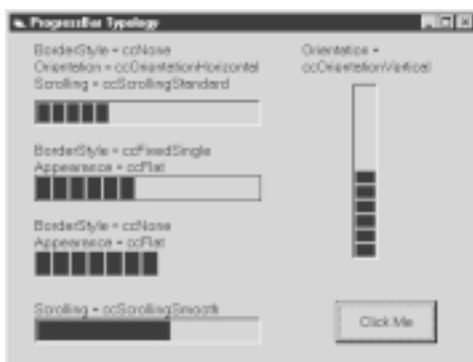 ProgressBar Typology
BorderStyle = ccNone
Orientation = ccOrientationHorizontal
Scrolling = ccScrollingStandard
BorderStyle = ccFixedSingle
Appearance = ccFlat
BorderStyle = ccNone
Appearance = ccFlat
Scrolling = ccScrollingSmooth
Orientation =
ccOrientationVertical
Click Me